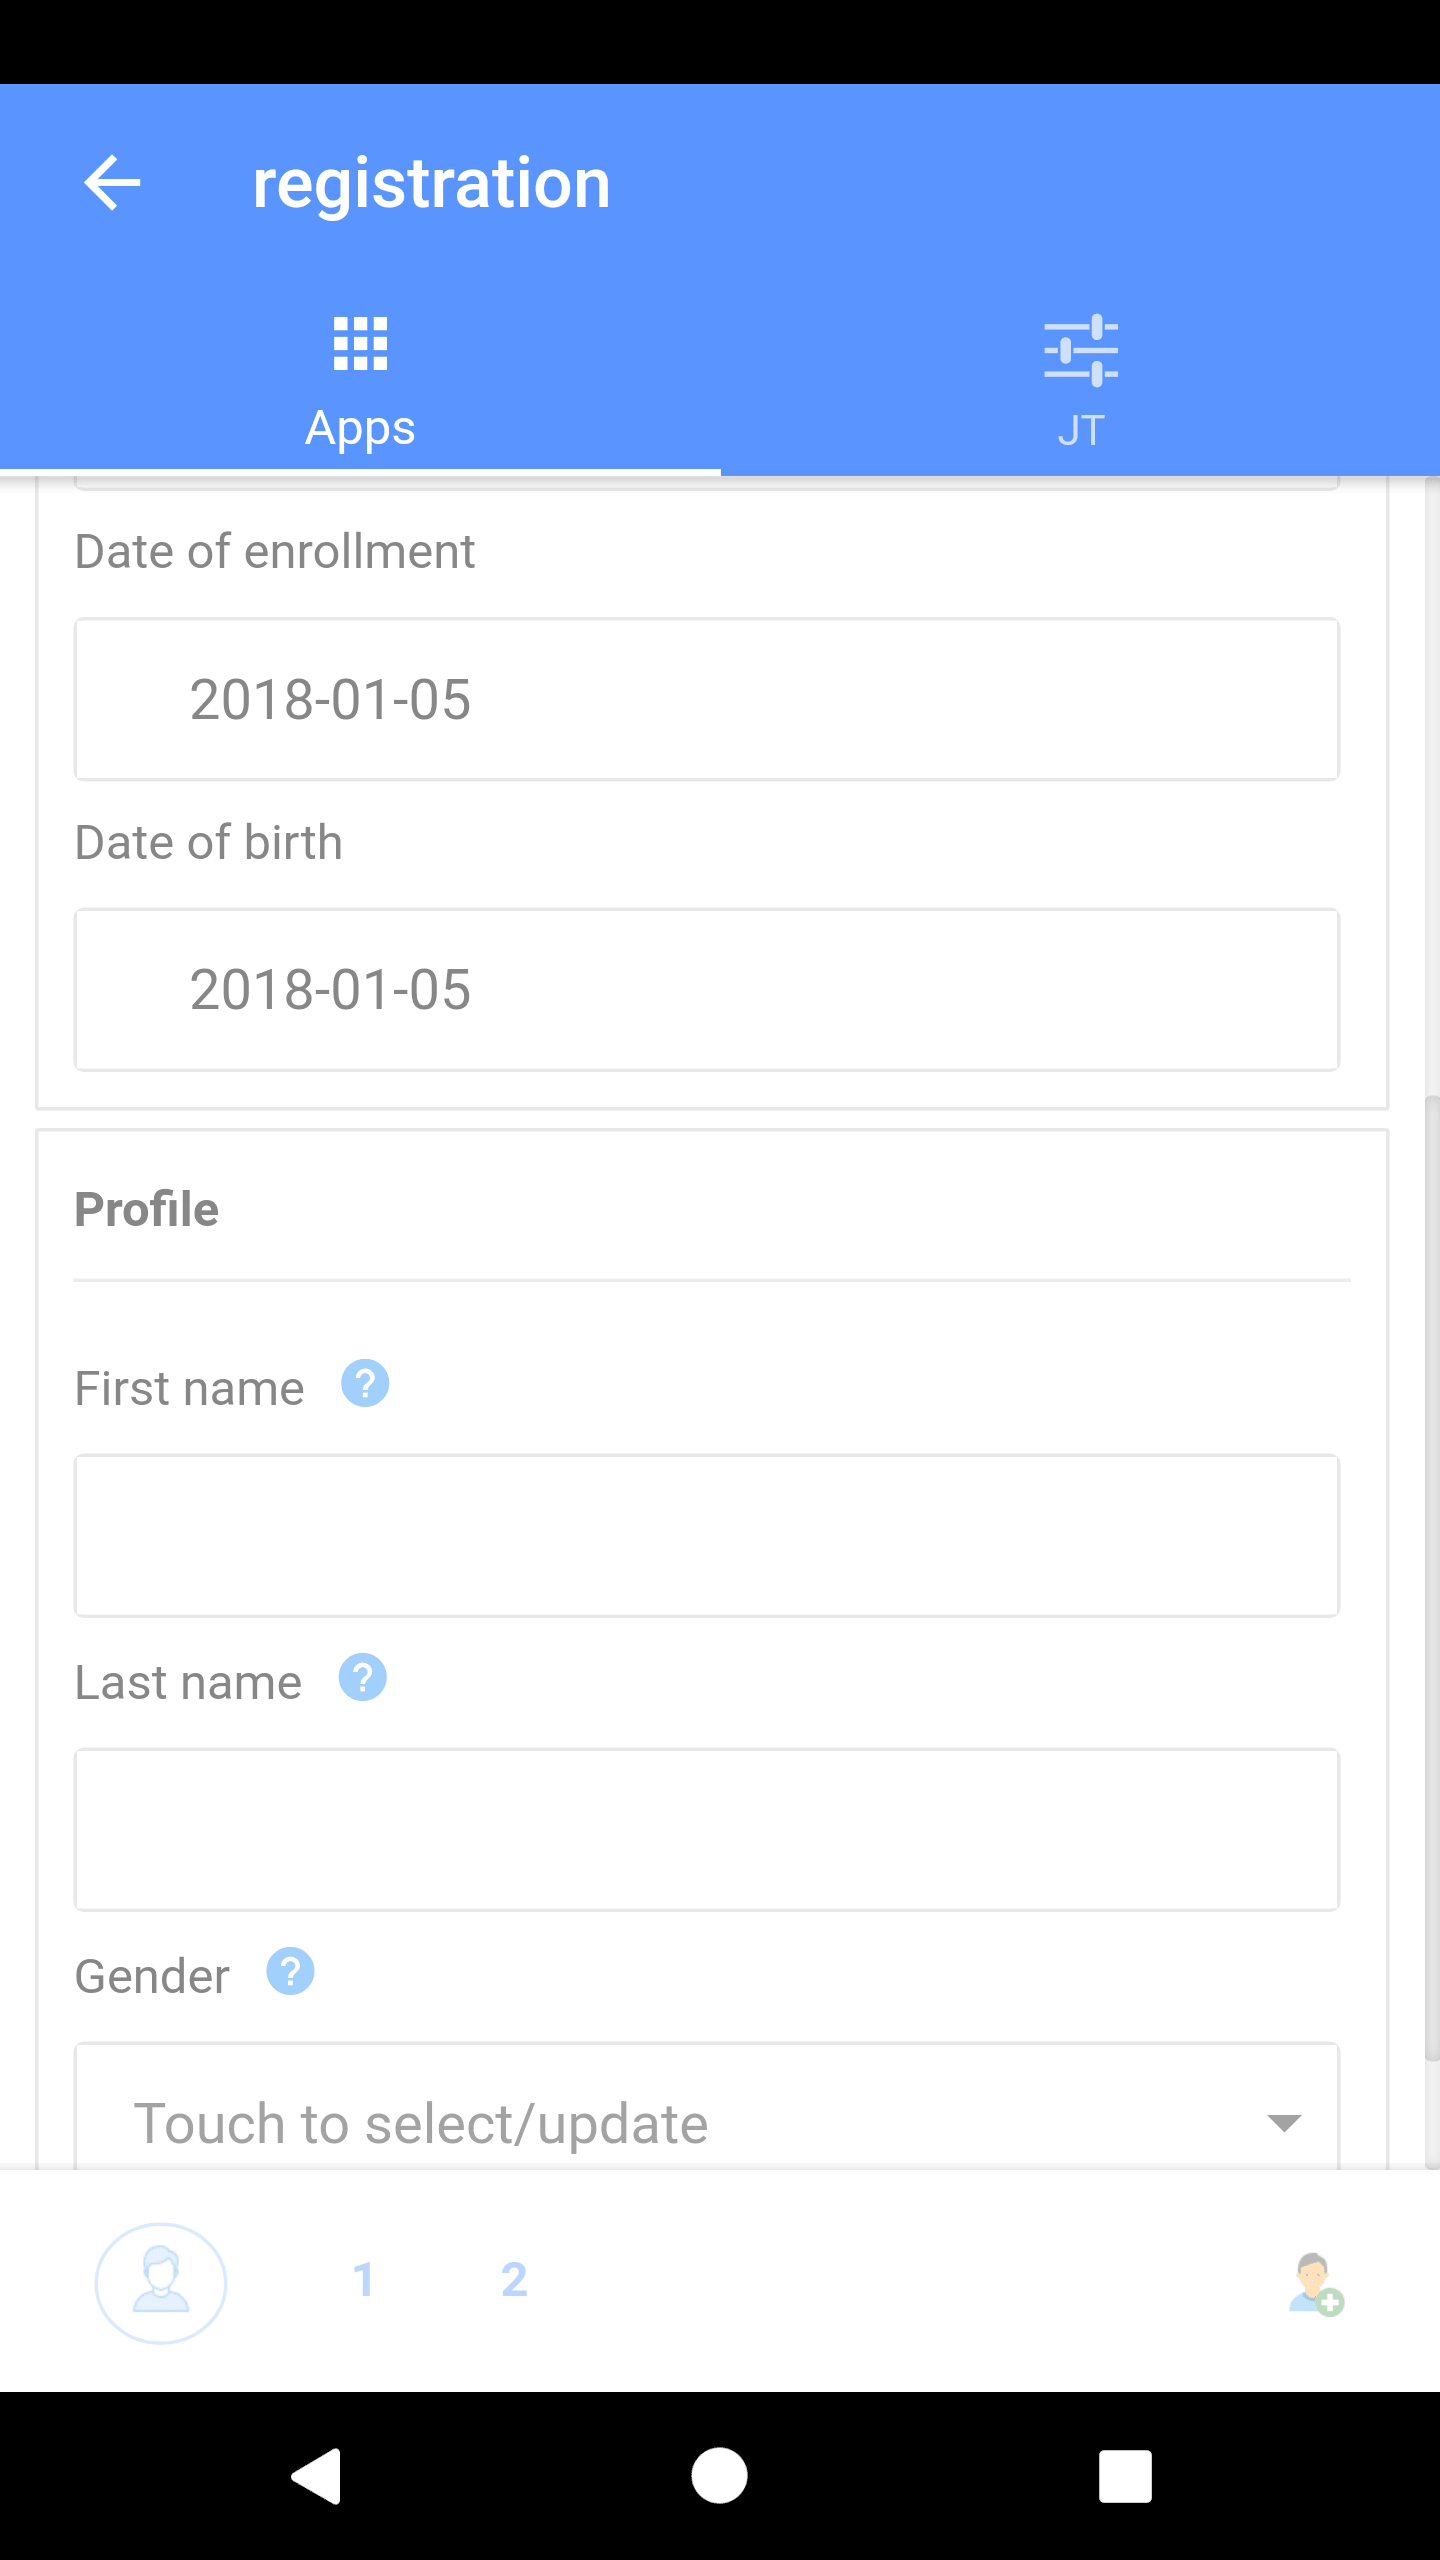 registration
Apps
JT
Date of enrollment
2018-01-05
Date of birth
2018-01-05
Profile
First name ?
Last name ?
Gender ?
Touch to select/update
1 2